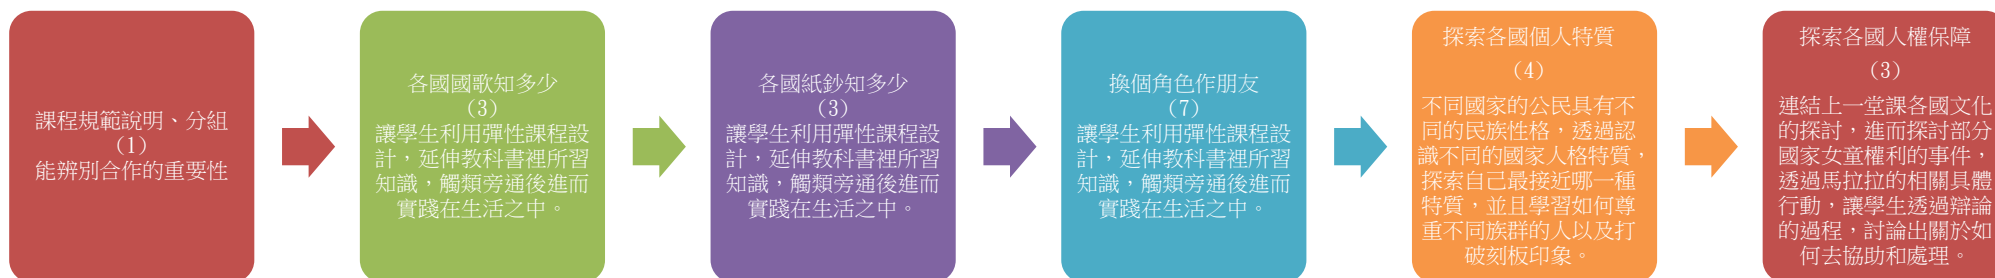 課程規範說明、分組
（1）
能辨別合作的重要性
各國國歌知多少
（3）
讓學生利用彈性課程設
計，延伸教科書裡所習
知識，觸類旁通後進而
實踐在生活之中。
各國紙鈔知多少
（3）
讓學生利用彈性課程設
計，延伸教科書裡所習
知識，觸類旁通後進而
實踐在生活之中。
換個角色作朋友
（7）
讓學生利用彈性課程設
計，延伸教科書裡所習
知識，觸類旁通後進而
實踐在生活之中。
探索各國個人特質
（4）
不同國家的公民具有不
同的民族性格，透過認
識不同的國家人格特質，
探索自己最接近哪一種
特質，並且學習如何尊
重不同族群的人以及打
破刻板印象。
探索各國人權保障
（3）
連結上一堂課各國文化
的探討，進而探討部分
國家女童權利的事件，
透過馬拉拉的相關具體
行動，讓學生透過辯論
的過程，討論出關於如
何去協助和處理。